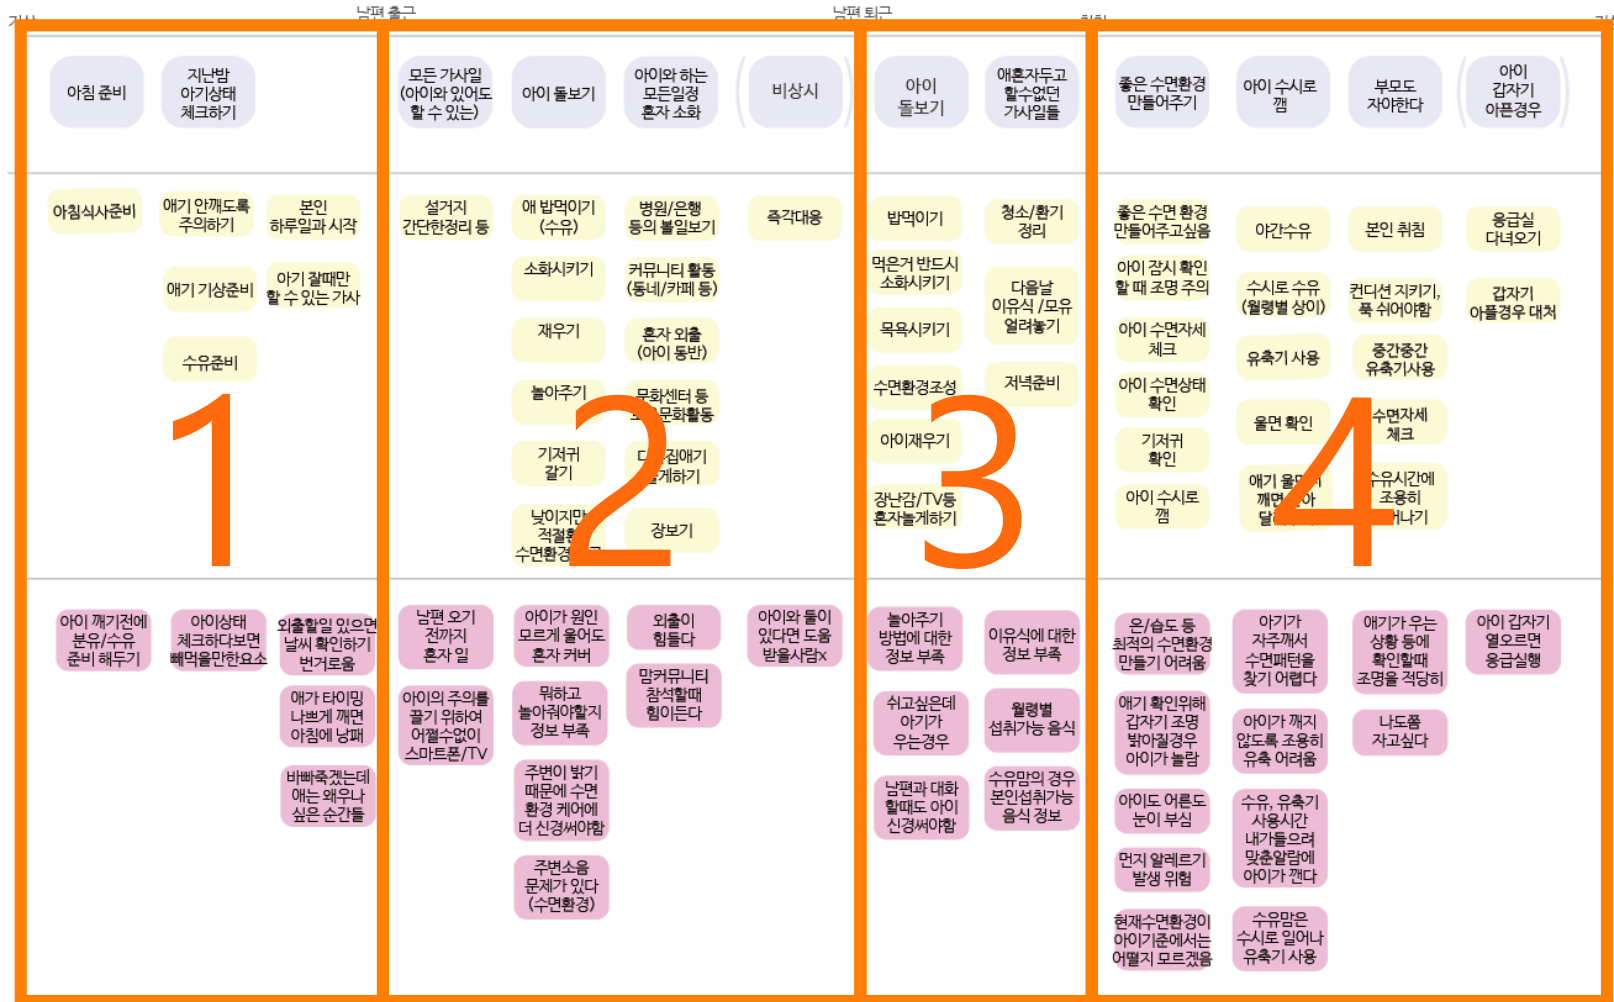 남편 출근
남편 퇴근
아침 준비
지난밤
아기상태
체크하기
모든 가사일
(아이와 있어도
할 수 있는)
아이 돌보기
아이와 하는
모든일정
혼자 소화
비상시
아이
돌보기
애혼자두고
할수없던
가사일들
좋은 수면환경
만들어주기
아이 수시로
깸
부모도
자야한다
아이
갑자기
아픈경우
아침식사준비
애기 안깨도록
주의하기
본인
하루일과 시작
애기 기상준비
아기 잘때만
할 수 있는 가사
수유준비
1
설거지
간단한정리 등
애 밥먹이기
(수유)
병원/은행
등의 볼일보기
즉각대응
소화시키기
커뮤니티 활동
(동네/카페 등)
재우기
혼자 외출
(아이 동반)
놀아주기
문화센터 등
문화활동
기저귀
갈기
장보기
2
밥먹이기
청소/환기
정리
먹은거 반드시
소화시키기
다음날
이유식 /모유
얼려놓기
목욕시키기
수면환경조성
저녁준비
아이재우기
장난감/TV등
혼자놀게하기
3
좋은 수면 환경
만들어주고싶음
야간수유
본인 취침
응급실
다녀오기
아이 잠시 확인
할 때 조명 주의
수시로 수유
(월령별 상이)
컨디션 지키기,
푹 쉬어야함
갑자기
아플경우 대처
아이 수면자세
체크
유축기 사용
중간중간
유축기사용
아이 수면상태
확인
울면 확인
수면자세
체크
기저귀
확인
애기
수유시간에
조용히
아이 수시로
깸
4
아이 깨기전에
분유/수유
준비 해두기
아이상태
체크하다보면
빼먹을만한요소
외출할일 있으면
날씨 확인하기
번거로움
애가 타이밍
나쁘게 깨면
아침에 낭패
바빠죽겠는데
애는 왜우나
싶은 순간들
남편 오기
전까지
혼자 일
아이가 원인
모르게 울어도
혼자 커버
외출이
힘들다
아이와 둘이
있다면 도움
받을사람x
아이의 주의를
끌기 위하여
어쩔수없이
스마트폰/TV
뭐하고
놀아줘야할지
정보 부족
맘커뮤니티
참석할때
힘이든다
주변이 밝기
때문에 수면
환경 케어에
더 신경써야함
주변소음
문제가 있다
(수면환경)
놀아주기
방법에 대한
정보 부족
이유식에 대한
정보 부족
쉬고싶은데
아기가
우는경우
월령별
섭취가능 음식
남편과 대화
할때도 아이
신경써야함
수유맘의 경우
본인섭취가능
음식 정보
온/습도 등
최적의 수면환경
만들기 어려움
아기가
자주깨서
수면패턴을
찾기 어렵다
애기가 우는
상황 등에
확인할때
조명을 적당히
아이 갑자기
열오르면
응급실행
애기 확인위해
갑자기 조명
밝아질경우
아이가 놀람
아이가 깨지
않도록 조용히
유축 어려움
나도쫌
자고싶다
아이도 어른도
눈이 부심
수유, 유축기
사용시간
내가들으려
맞춘알람에
아이가 깬다
먼지 알레르기
발생 위험
현재수면환경이
아이기준에서는
어떨지 모르겠음
수유맘은
수시로 일어나
유축기 사용